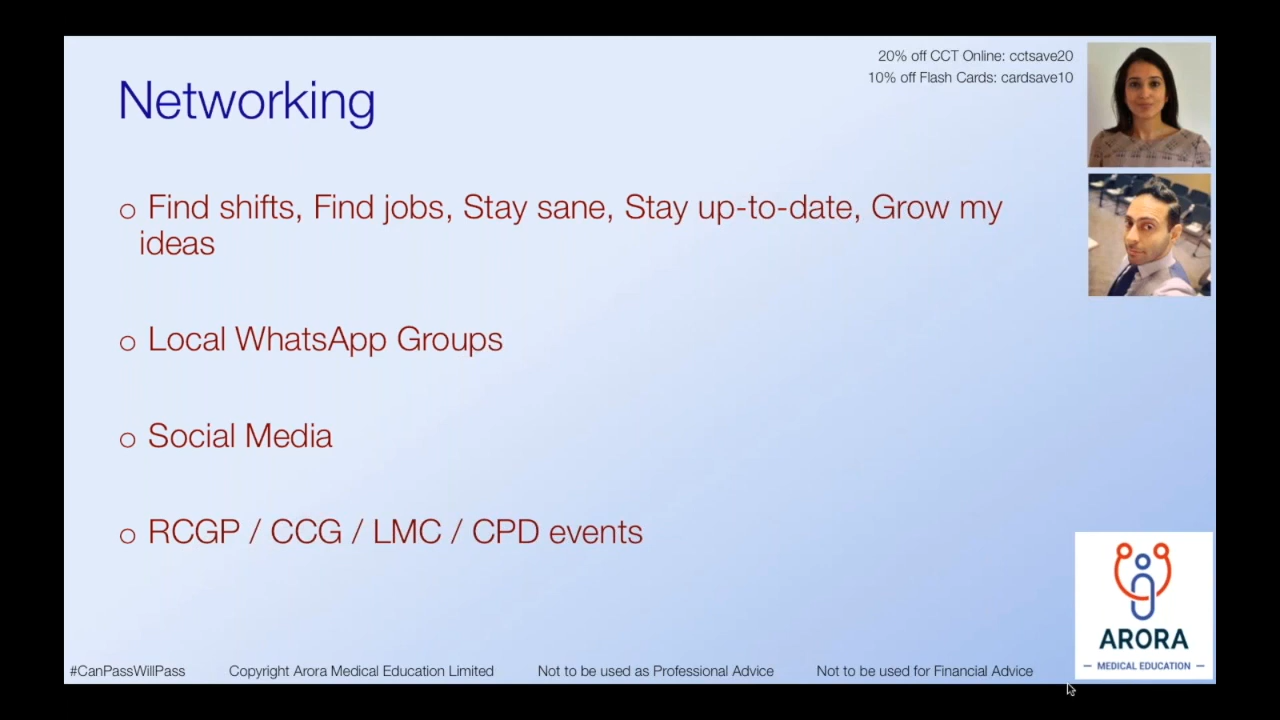 20% off CCT Online: cctsave20
10% off Flash Cards: cardsave10
Networking
o Find shifts, Find jobs, Stay sane, Stay up-to-date, Grow my
ideas
o Local WhatsApp Groups
o Social Media
o RCGP / CCG / LMC / CPD events
ARORA
MEDICAL EDUCATION
#CanPassWillPass Copyright Arora Medical Education Limited Not to be used as Professional Advice Not to be used for Financial Advice